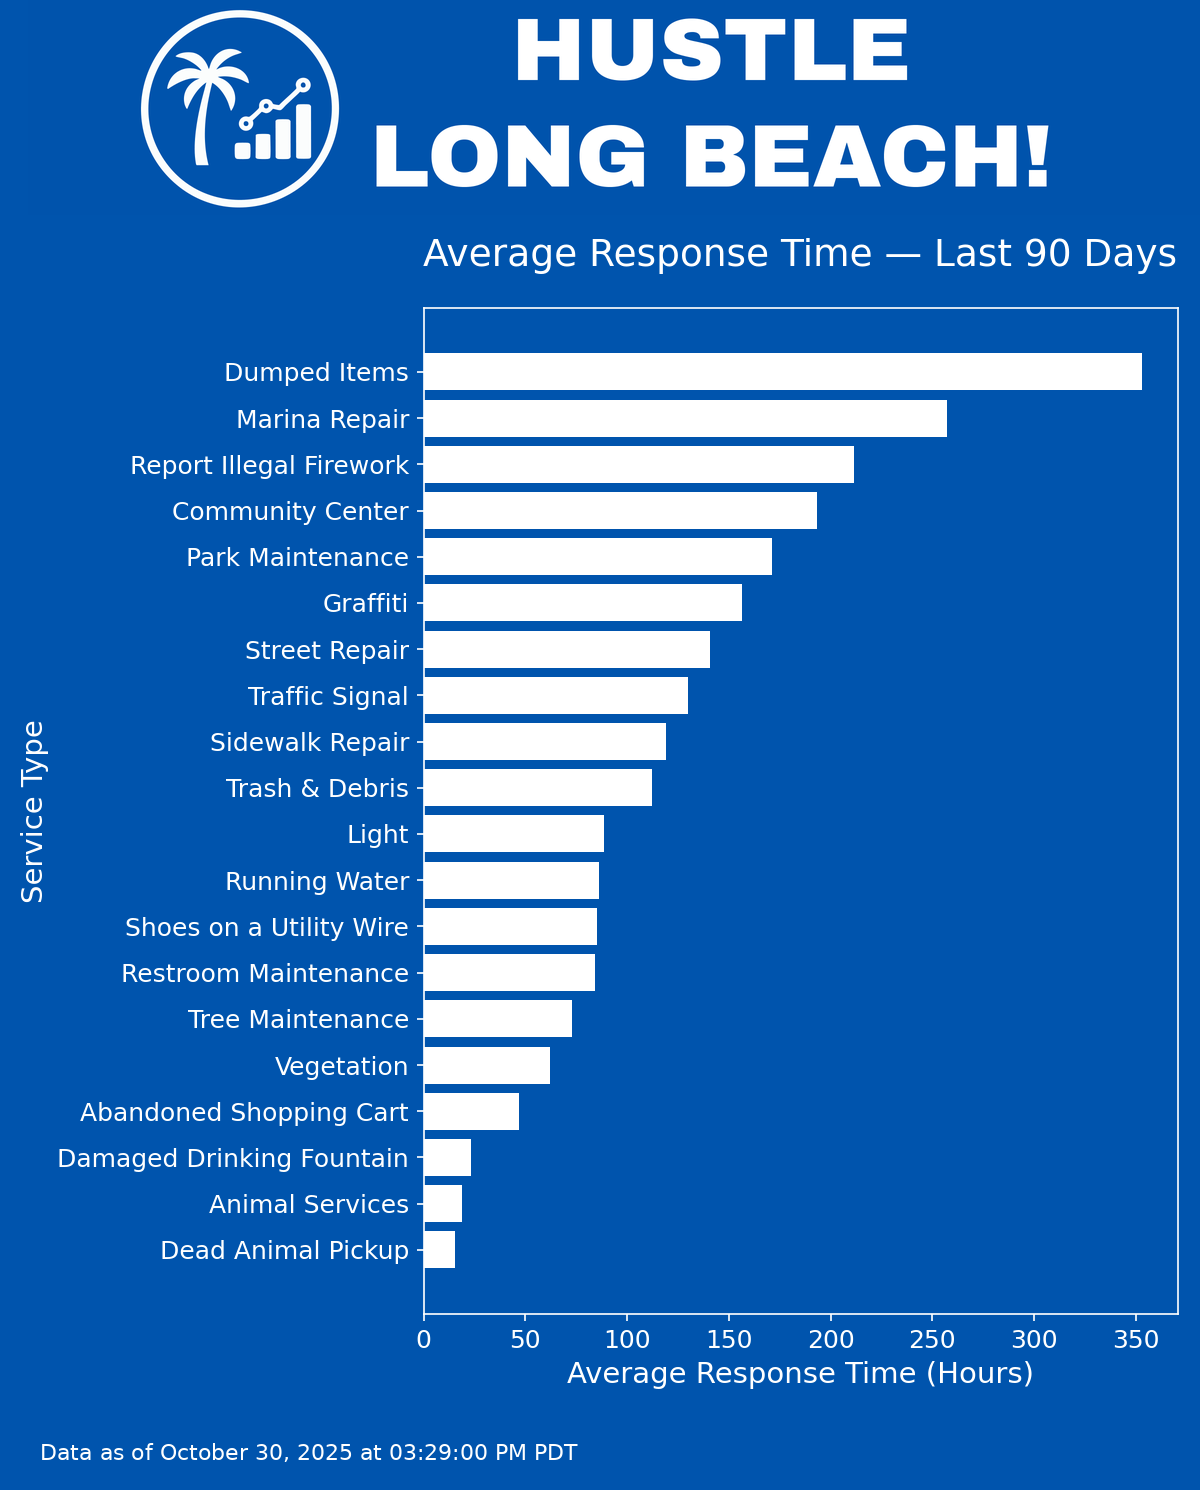 HUSTLE
LONG BEACH!
Average Response Time — Last 90 Days
Service Type
Dumped Items
Marina Repair
Report Illegal Firework
Community Center
Park Maintenance
Graffiti
Street Repair
Traffic Signal
Sidewalk Repair
Trash & Debris
Light
Running Water
Shoes on a Utility Wire
Restroom Maintenance
Tree Maintenance
Vegetation
Abandoned Shopping Cart
Damaged Drinking Fountain
Animal Services
Dead Animal Pickup
0 50 100 150 200 250 300 350
Average Response Time (Hours)
Data as of October 30, 2025 at 03:29:00 PM PDT